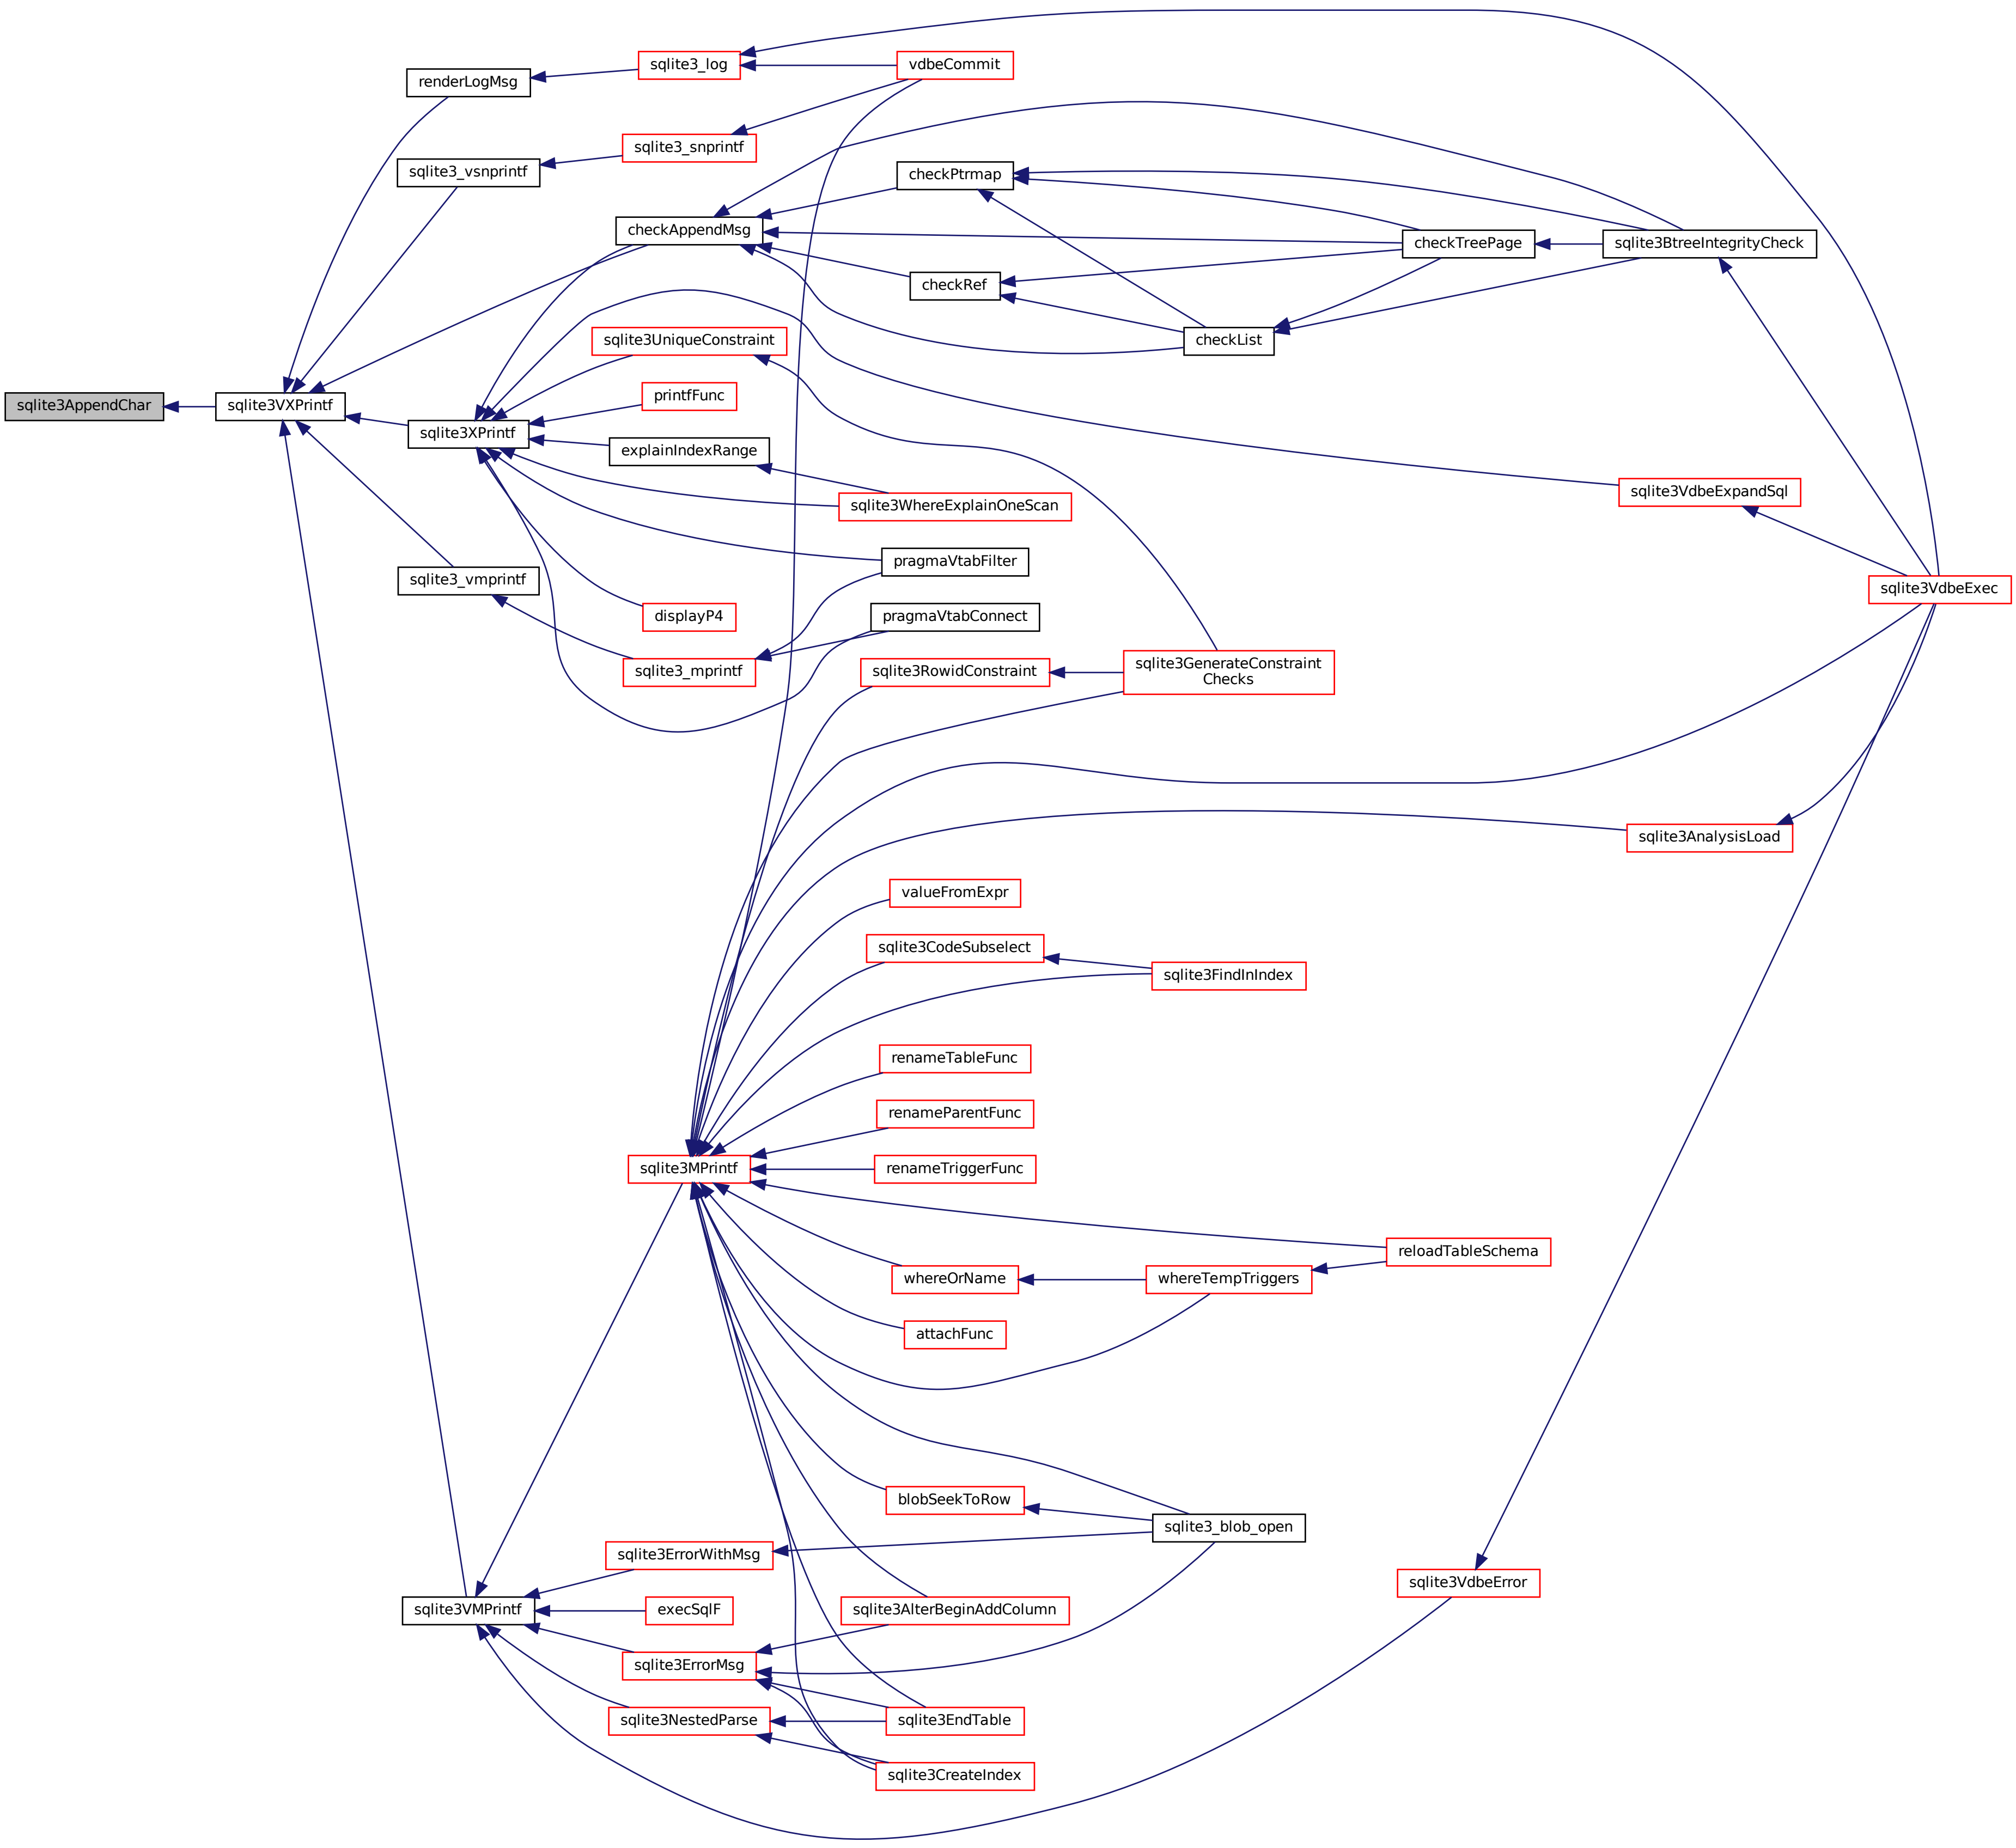 sqlite3_log
vdbeCommit
renderLogMsg
sqlite3_snprintf
sqlite3_vsnprintf
checkPtrmap
checkAppendMsg
checkTreePage
sqlite3BtreeIntegrityCheck
checkRef
sqlite3UniqueConstraint
checkList
printfFunc
sqlite3AppendChar
sqlite3VXPrintf
sqlite3XPrintf
explainIndexRange
sqlite3VdbeExpandSql
sqlite3WhereExplainOneScan
pragmaVtabFilter
sqlite3_vmprintf
sqlite3VdbeExec
displayP4
pragmaVtabConnect
sqlite3_mprintf
sqlite3RowidConstraint
sqlite3GenerateConstraint
Checks
sqlite3AnalysisLoad
valueFromExpr
sqlite3CodeSubselect
sqlite3FindInIndex
renameTableFunc
renameParentFunc
sqlite3MPrintf
renameTriggerFunc
reloadTableSchema
whereOrName
whereTempTriggers
attachFunc
blobSeekToRow
sqlite3_blob_open
sqlite3ErrorWithMsg
sqlite3VdbeError
sqlite3VMPrintf
execSqlF
sqlite3AlterBeginAddColumn
sqlite3ErrorMsg
sqlite3NestedParse
sqlite3EndTable
sqlite3CreateIndex